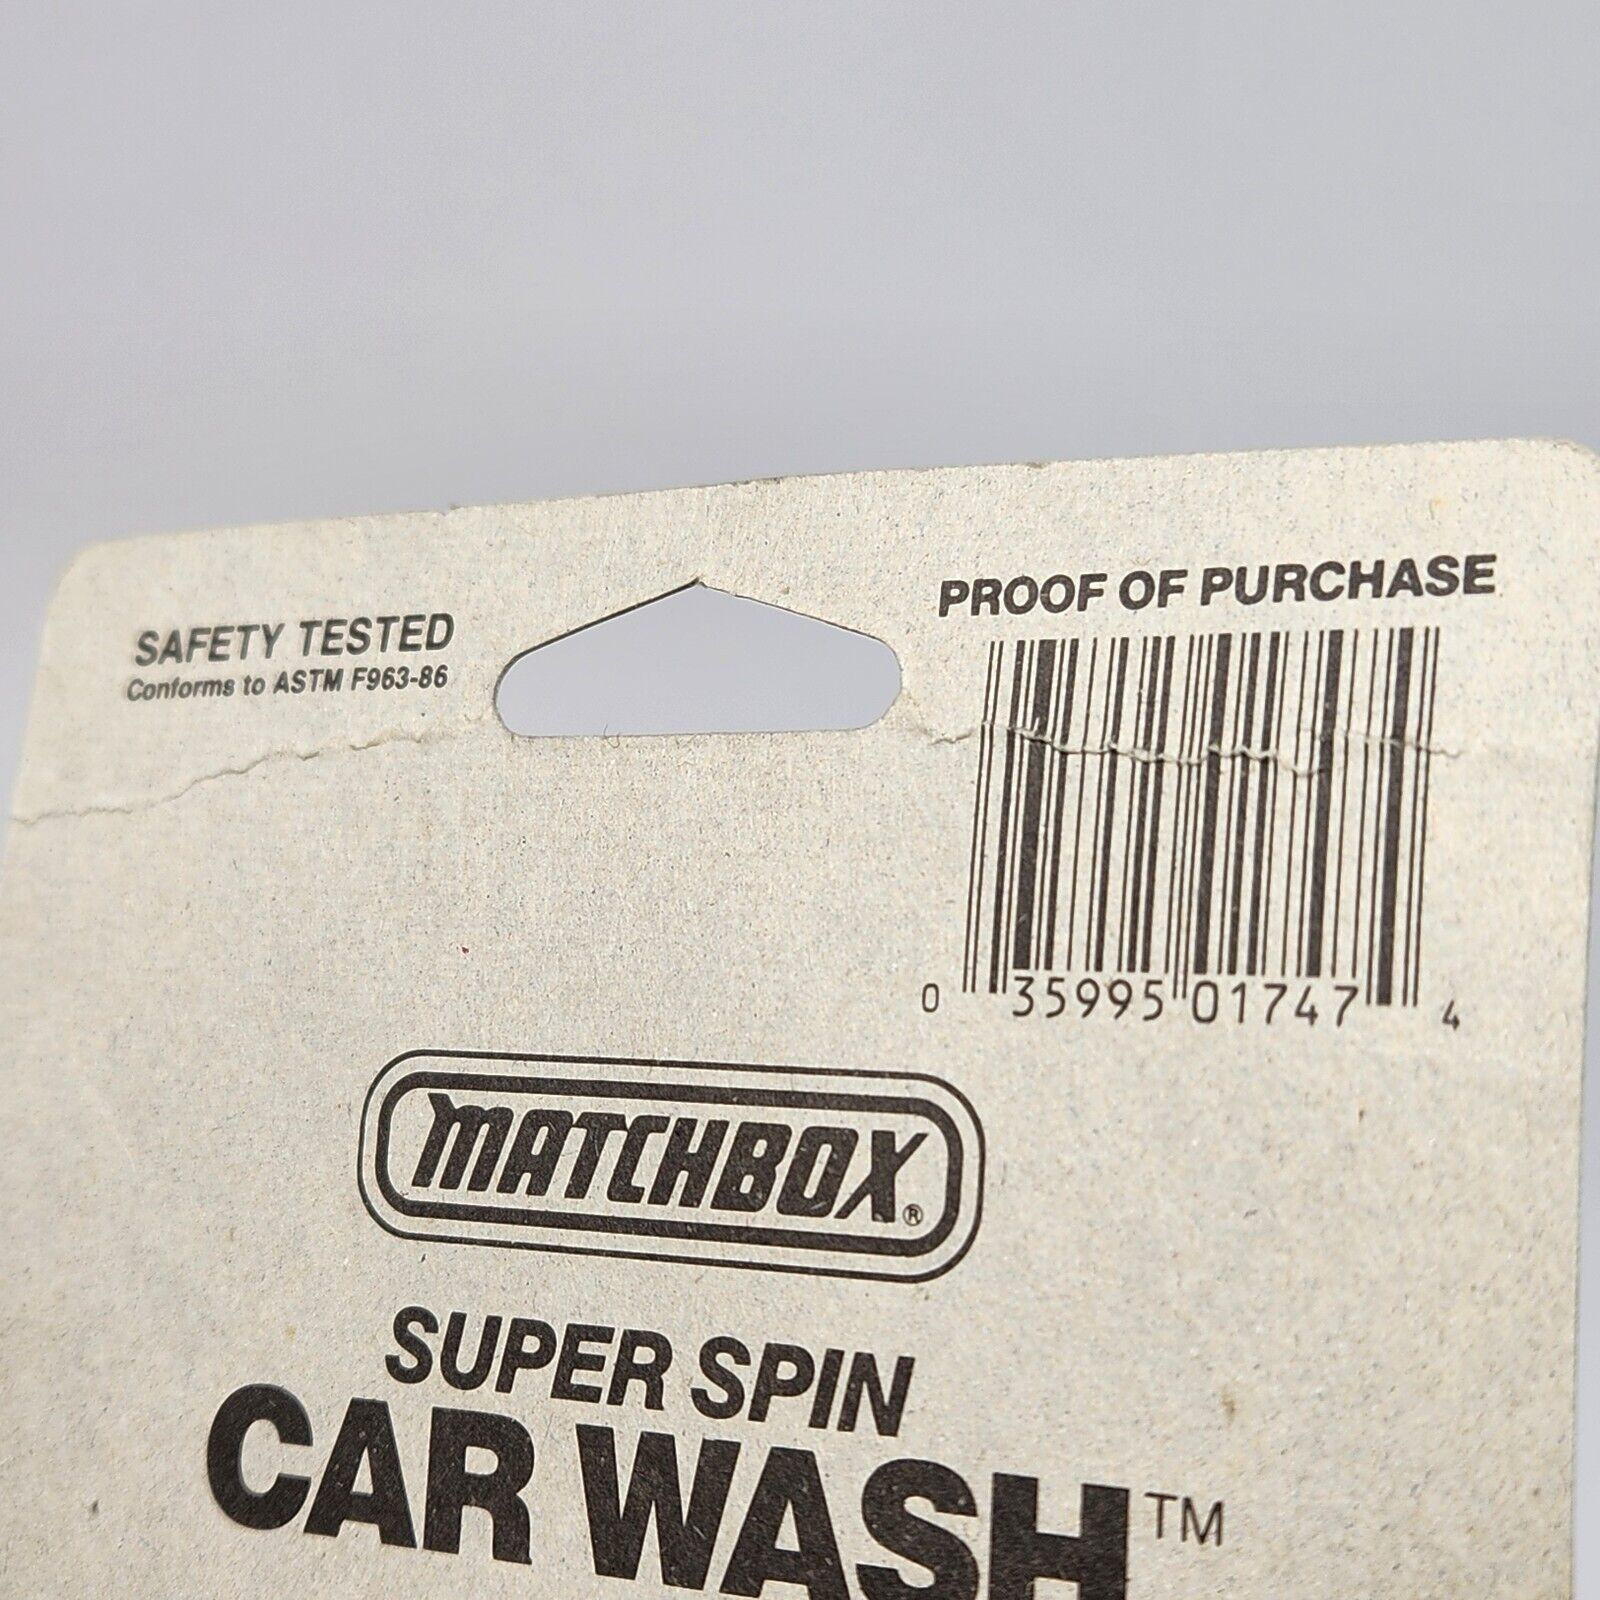 SAFETY TESTED
Conforms to ASTM F963-86
PROOF OF PURCHASE
0 35995 01747 4
MATCHBOX®
SUPER SPIN
CAR WASH™